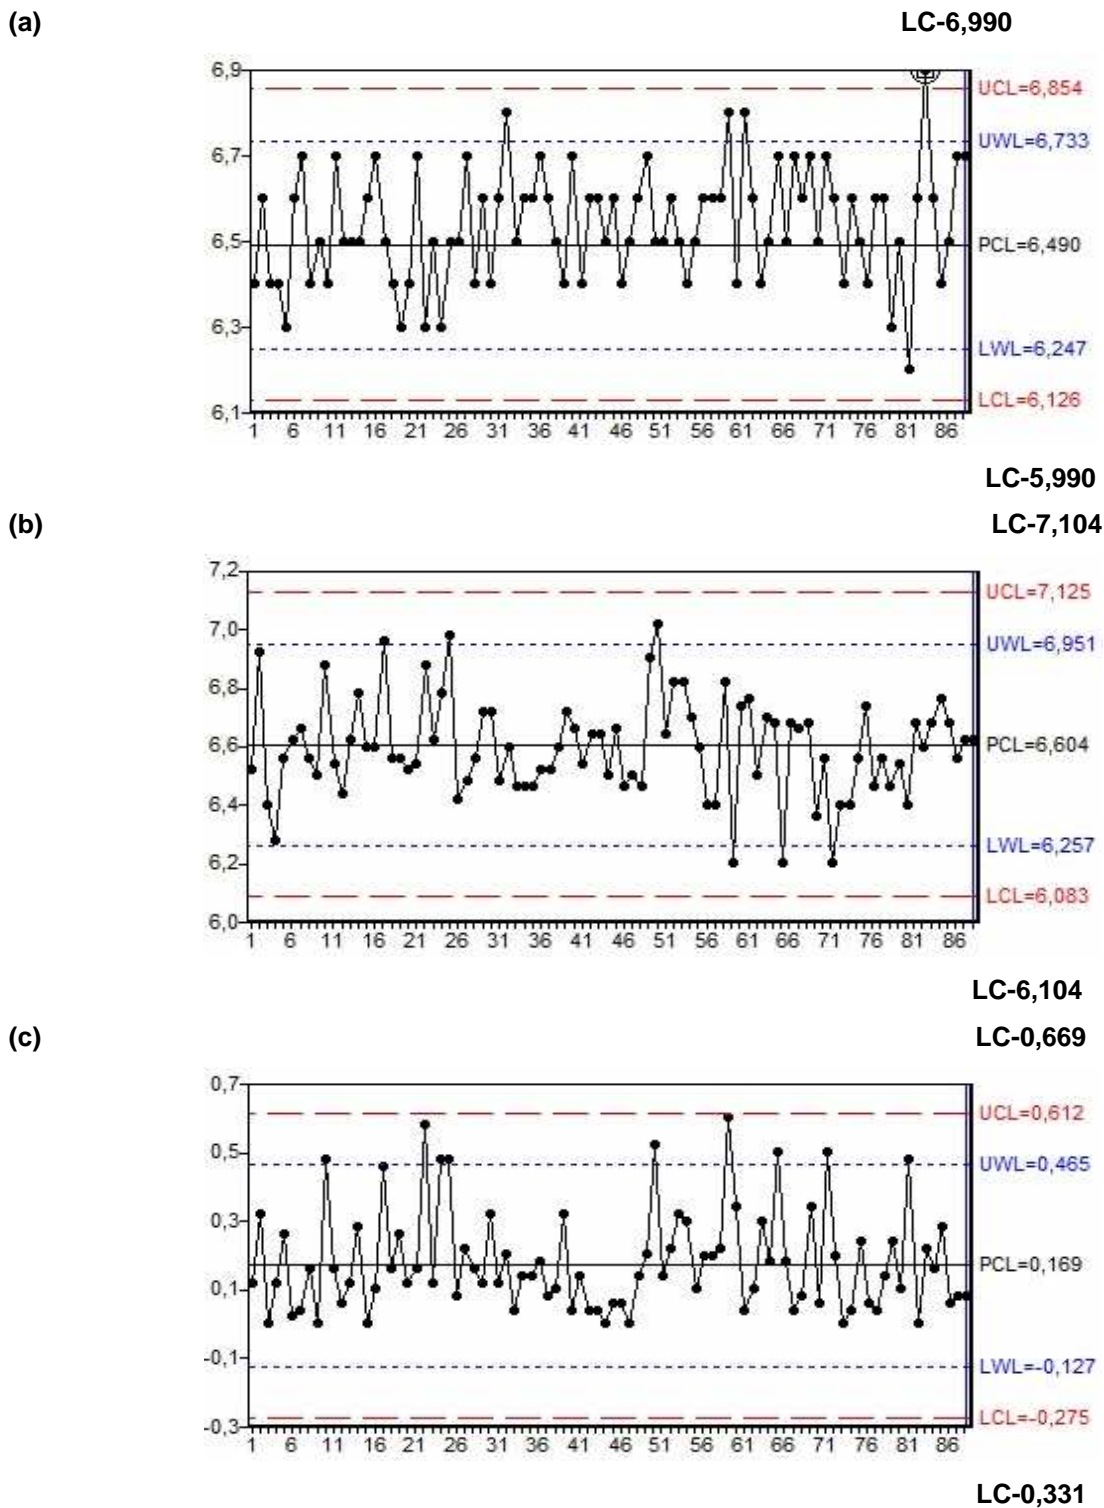 (a)
LC-6,990
6,9
UCL=6,854
UWL=6,733
6,7
6,5
PCL=6,490
6,3
LWL=6,247
LCL=6,126
6,1
1 6 11 16 21 26 31 36 41 46 51 56 61 66 71 76 81 86
LC-5,990
(b)
LC-7,104
7,2
UCL=7,125
7,0
UWL=6,951
6,8
6,6
PCL=6,604
6,4
LWL=6,257
6,2
LCL=6,083
6,0
1 6 11 16 21 26 31 36 41 46 51 56 61 66 71 76 81 86
LC-6,104
(c)
LC-0,669
0,7
UCL=0,612
0,5
UWL=0,465
0,3
PCL=0,169
0,1
-0,1
LWL=-0,127
LCL=-0,275
-0,3
1 6 11 16 21 26 31 36 41 46 51 56 61 66 71 76 81 86
LC-0,331